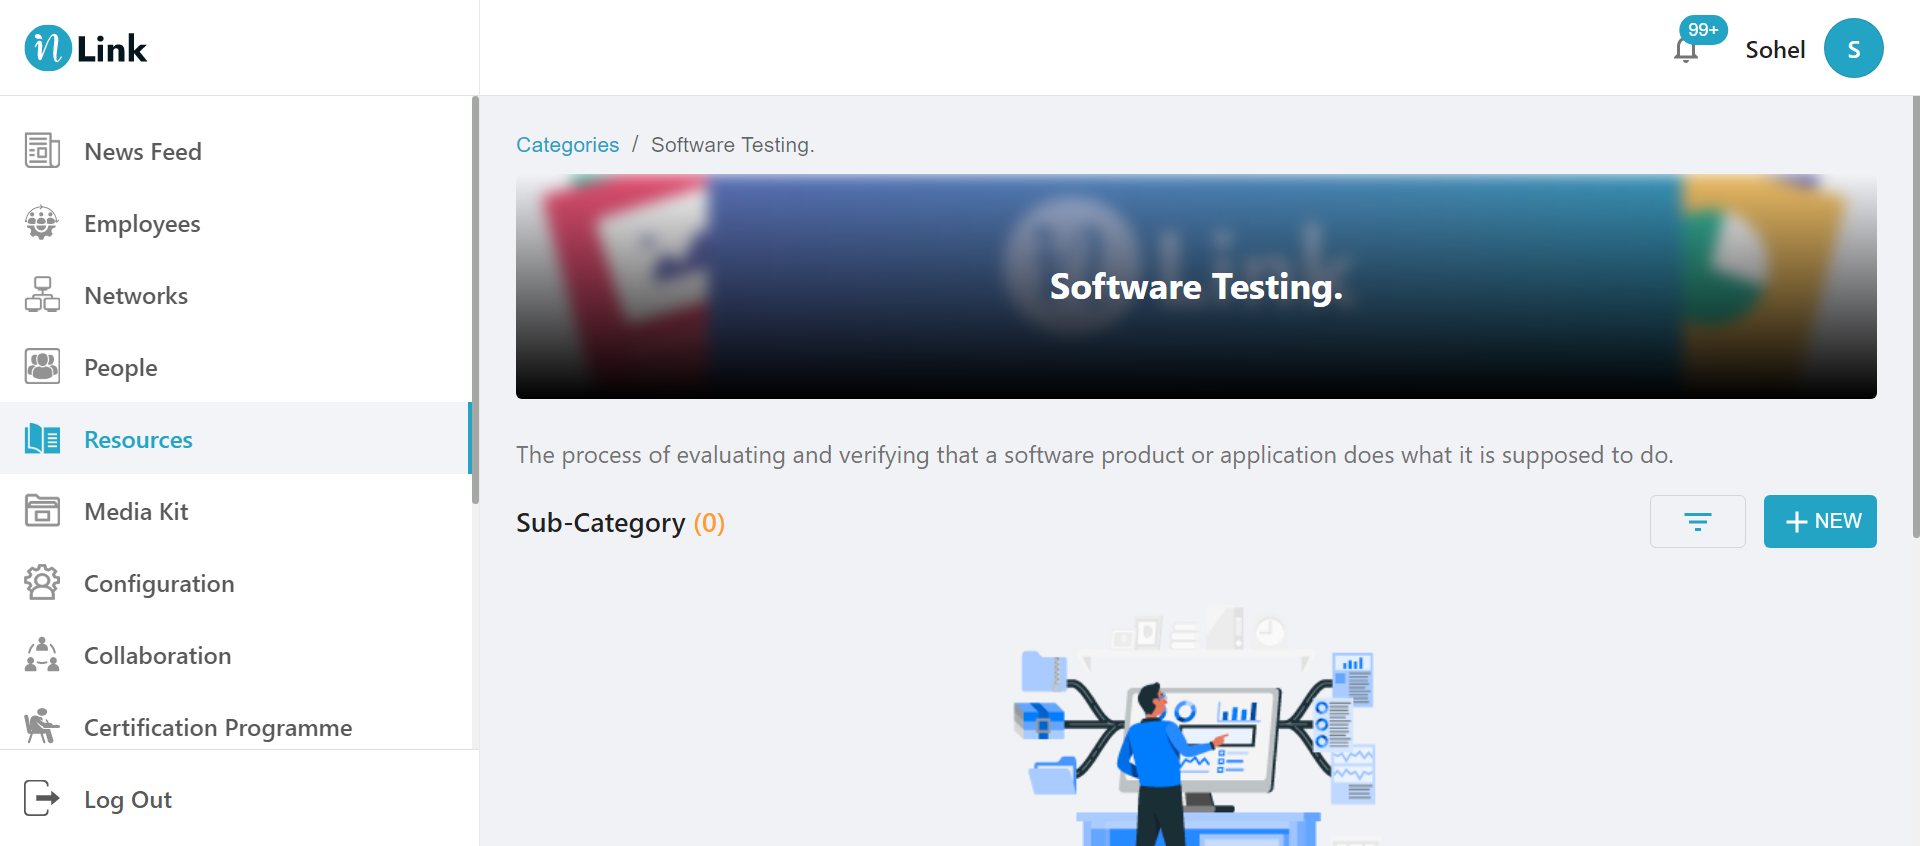 n Link
99+
Sohel
S
News Feed
Employees
Networks
People
Resources
Media Kit
Configuration
Collaboration
Certification Programme
Log Out
Categories / Software Testing.
Link
Software Testing.
The process of evaluating and verifying that a software product or application does what it is supposed to do.
Sub-Category (0)
+ NEW